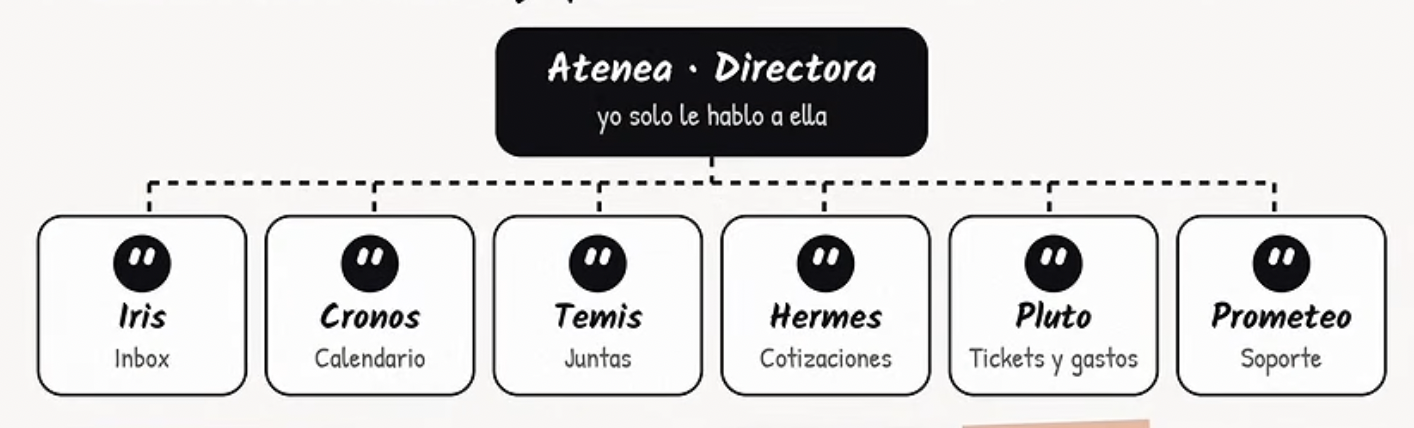 Atenea · Directora
yo solo le hablo a ella
Iris
Inbox
Cronos
Calendario
Temis
Juntas
Hermes
Cotizaciones
Pluto
Tickets y gastos
Prometeo
Soporte